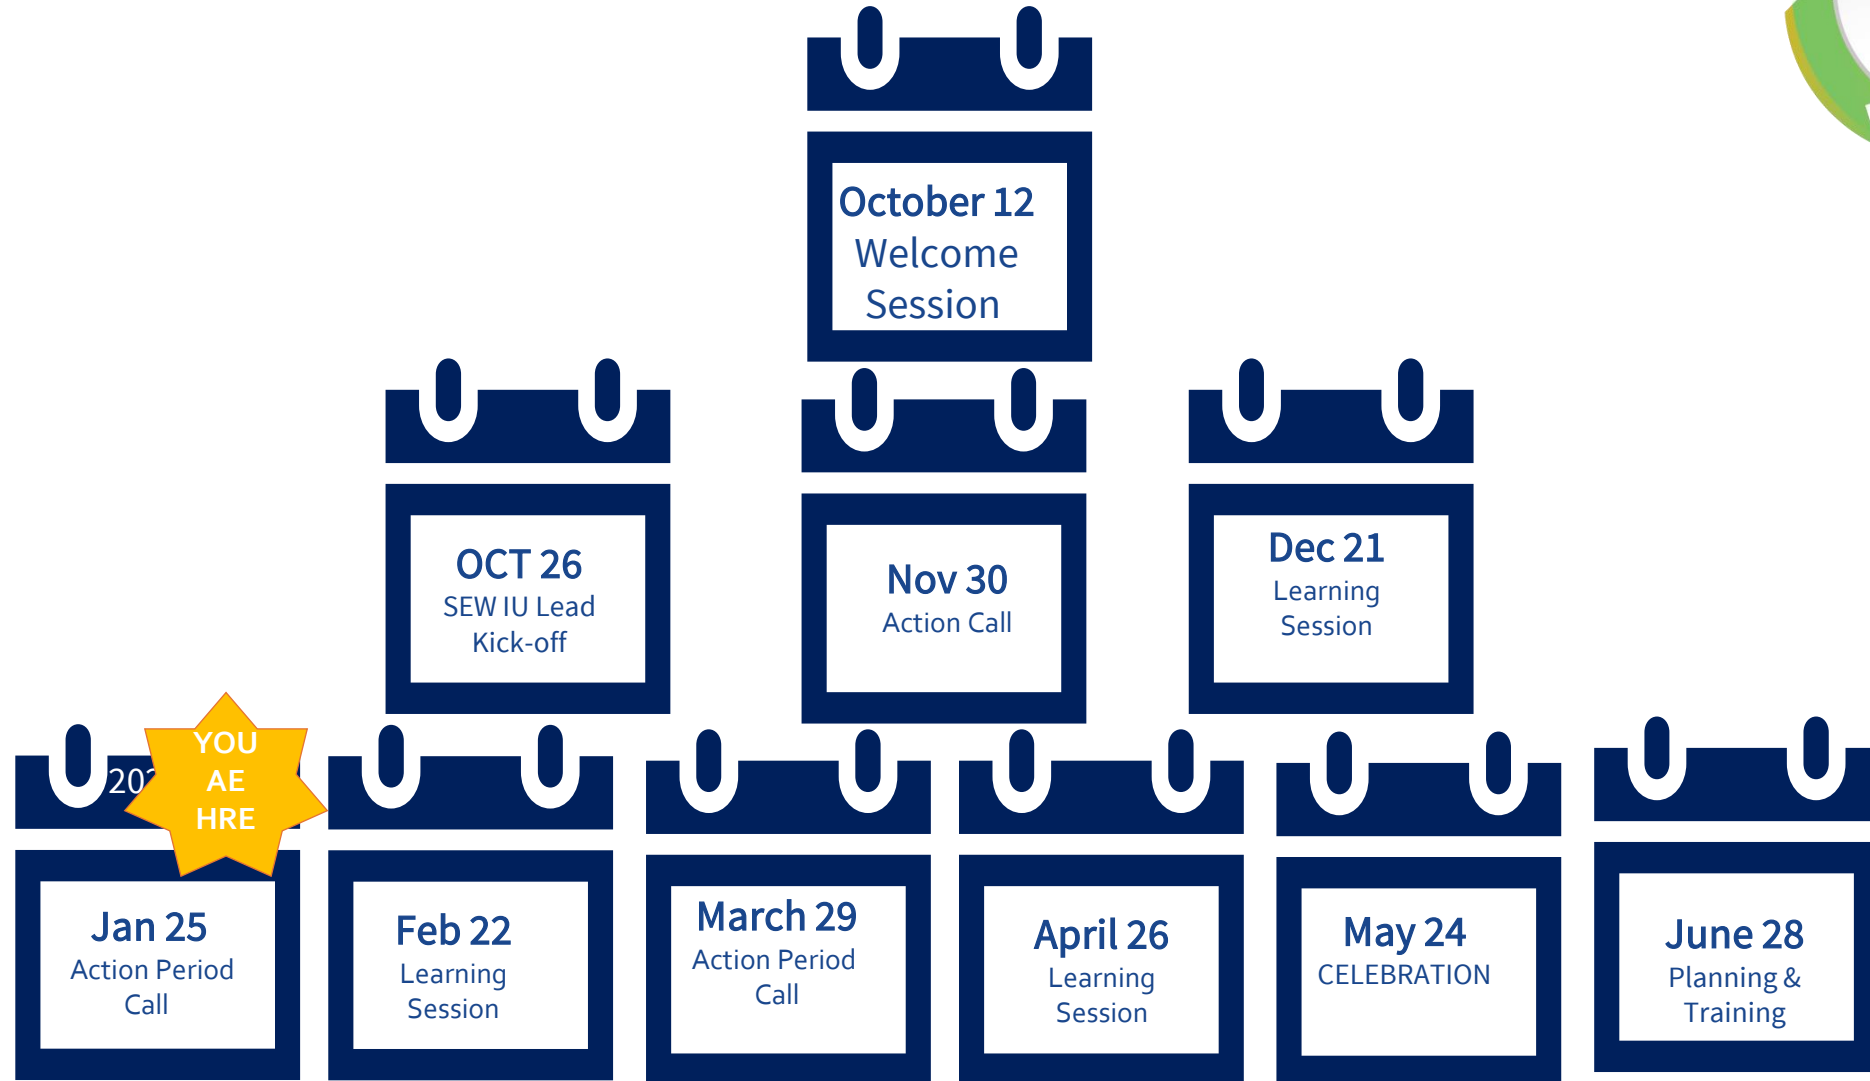 October 12
Welcome
Session
OCT 26
SEW IU Lead
Kick-off
Nov 30
Action Call
Dec 21
Learning
Session
YOU
AE
HRE
Jan 25
Action Period
Call
Feb 22
Learning
Session
March 29
Action Period
Call
April 26
Learning
Session
May 24
CELEBRATION
June 28
Planning &
Training